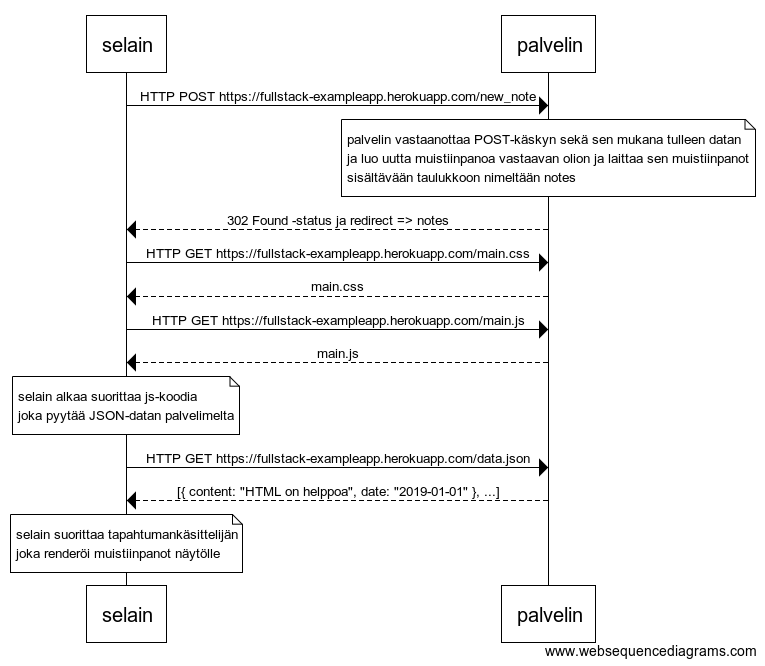 selain
palvelin
HTTP POST https://fullstack-exampleapp.herokuapp.com/new_note
palvelin vastaanottaa POST-käskyn sekä sen mukana tulleen datan
ja luo uutta muistiinpanoa vastaavan olion ja laittaa sen muistiinpanot
sisältävään taulukkoon nimeltään notes
302 Found -status ja redirect => notes
HTTP GET https://fullstack-exampleapp.herokuapp.com/main.css
main.css
HTTP GET https://fullstack-exampleapp.herokuapp.com/main.js
main.js
selain alkaa suorittaa js-koodia
joka pyytää JSON-datan palvelimelta
HTTP GET https://fullstack-exampleapp.herokuapp.com/data.json
[{ content: "HTML on helppoa", date: "2019-01-01" }, ...]
selain suorittaa tapahtumankäsittelijän
joka renderöi muistiinpanot näytölle
selain
palvelin
www.websequencediagrams.com